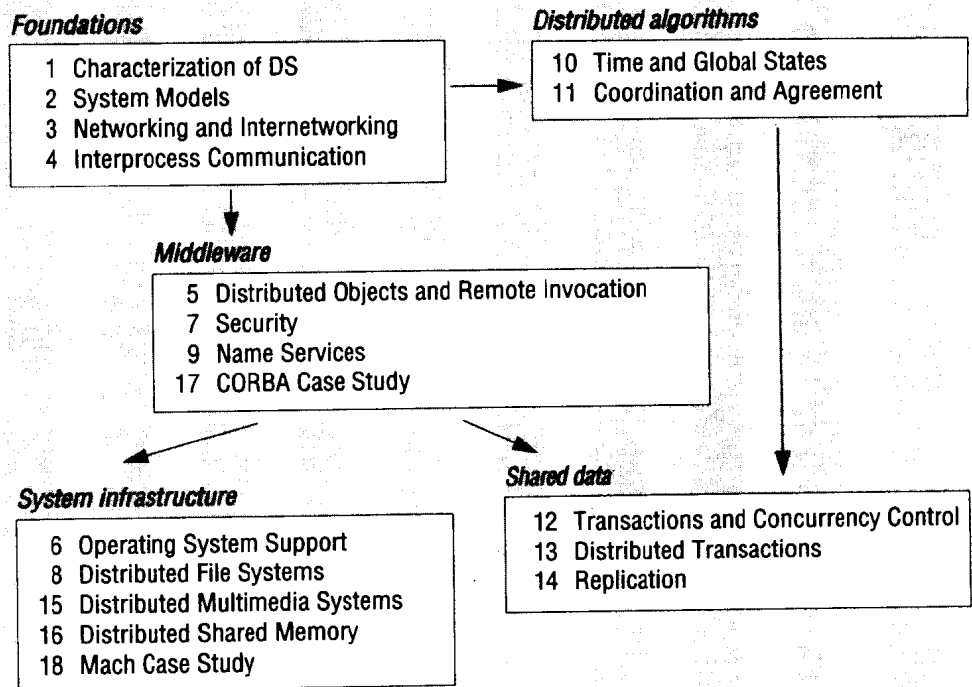 Foundations
1 Characterization of DS
2 System Models
3 Networking and Internetworking
4 Interprocess Communication
Distributed algorithms
10 Time and Global States
11 Coordination and Agreement
Middleware
5 Distributed Objects and Remote Invocation
7 Security
9 Name Services
17 CORBA Case Study
System infrastructure
6 Operating System Support
8 Distributed File Systems
15 Distributed Multimedia Systems
16 Distributed Shared Memory
18 Mach Case Study
Shared data
12 Transactions and Concurrency Control
13 Distributed Transactions
14 Replication